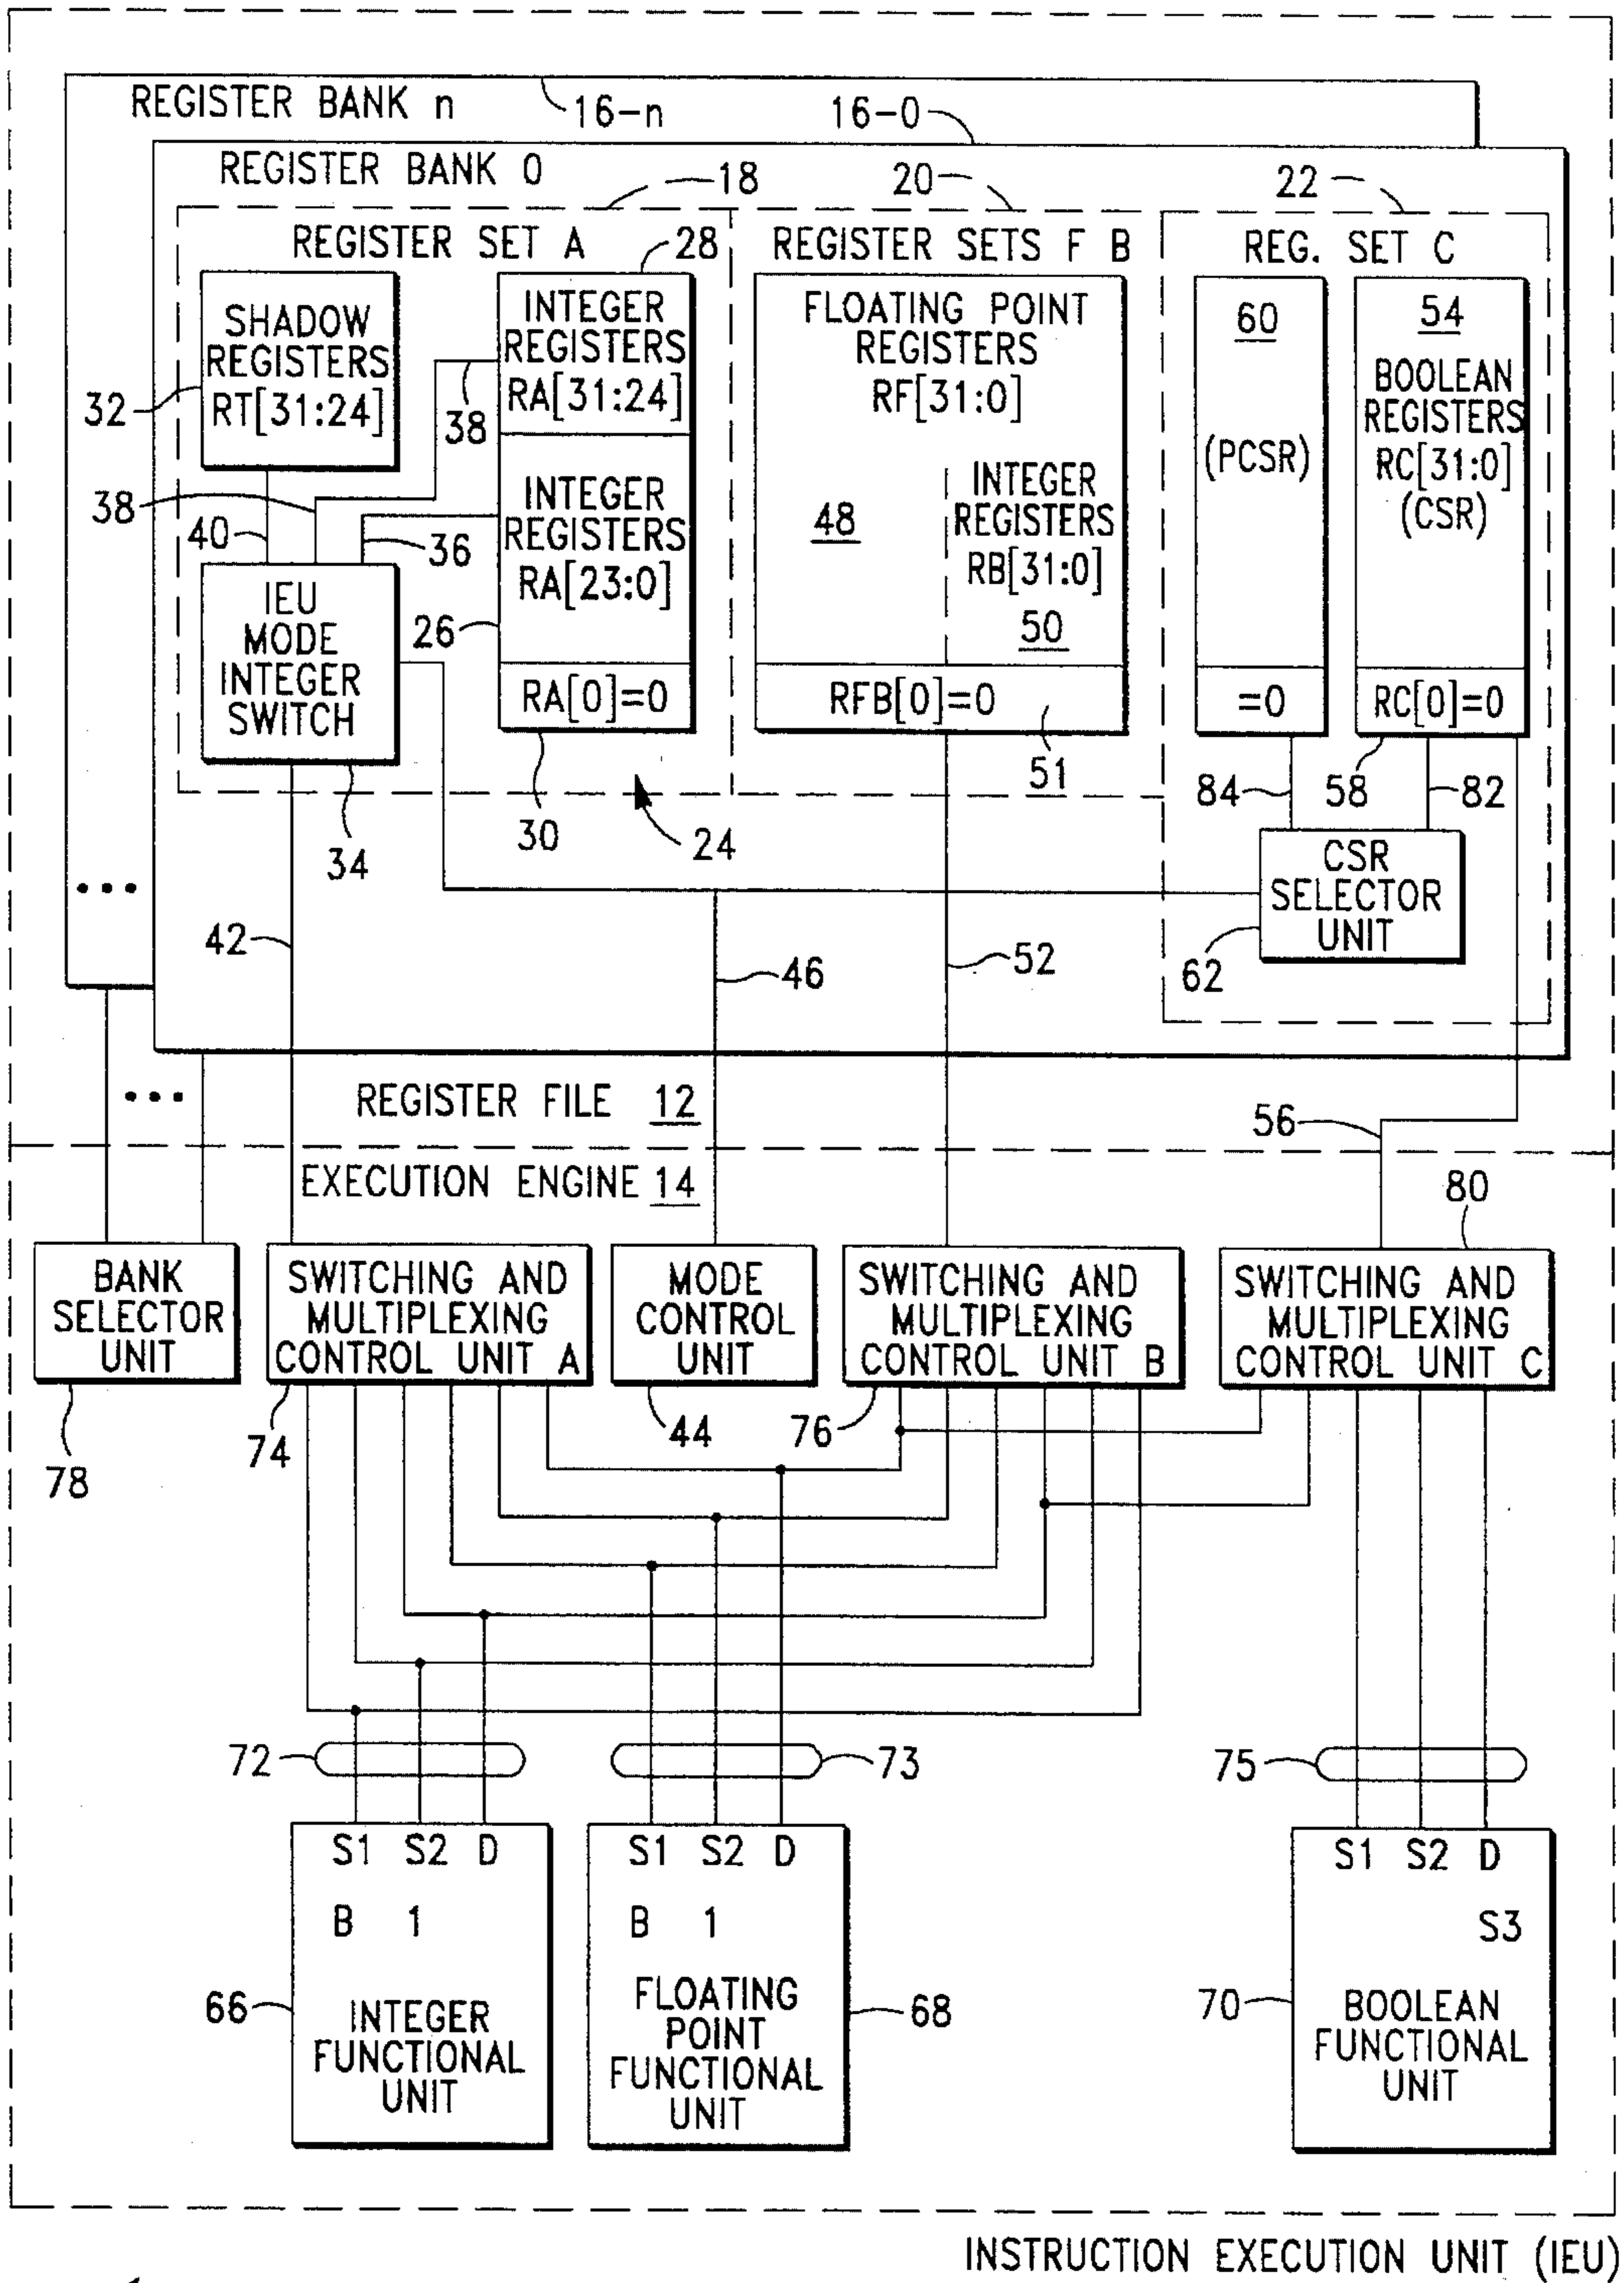 REGISTER BANK n
16-n
16-0
REGISTER BANK 0
18
20
22
REGISTER SET A
28
REGISTER SETS F B
REG. SET C
SHADOW
REGISTERS
RT[31:24]
32
INTEGER
REGISTERS
RA[31:24]
38
FLOATING POINT
REGISTERS
RF[31:0]
60
(PCSR)
54
BOOLEAN
REGISTERS
RC[31:0]
(CSR)
38
40
36
INTEGER
REGISTERS
RA[23:0]
26
48
INTEGER
REGISTERS
RB[31:0]
50
IEU
MODE
INTEGER
SWITCH
RA[0]=0
RFB[0]=0
=0
RC[0]=0
51
34
30
24
84
58
82
CSR
SELECTOR
UNIT
...
42
46
52
62
...
REGISTER FILE 12
56
EXECUTION ENGINE 14
80
BANK
SELECTOR
UNIT
SWITCHING AND
MULTIPLEXING
CONTROL UNIT A
MODE
CONTROL
UNIT
SWITCHING AND
MULTIPLEXING
CONTROL UNIT B
SWITCHING AND
MULTIPLEXING
CONTROL UNIT C
78
74
44
76
72
73
75
S1 S2 D
B 1
INTEGER
FUNCTIONAL
UNIT
66
S1 S2 D
B 1
FLOATING
POINT
FUNCTIONAL
UNIT
68
S1 S2 D
S3
BOOLEAN
FUNCTIONAL
UNIT
70
INSTRUCTION EXECUTION UNIT (IEU)